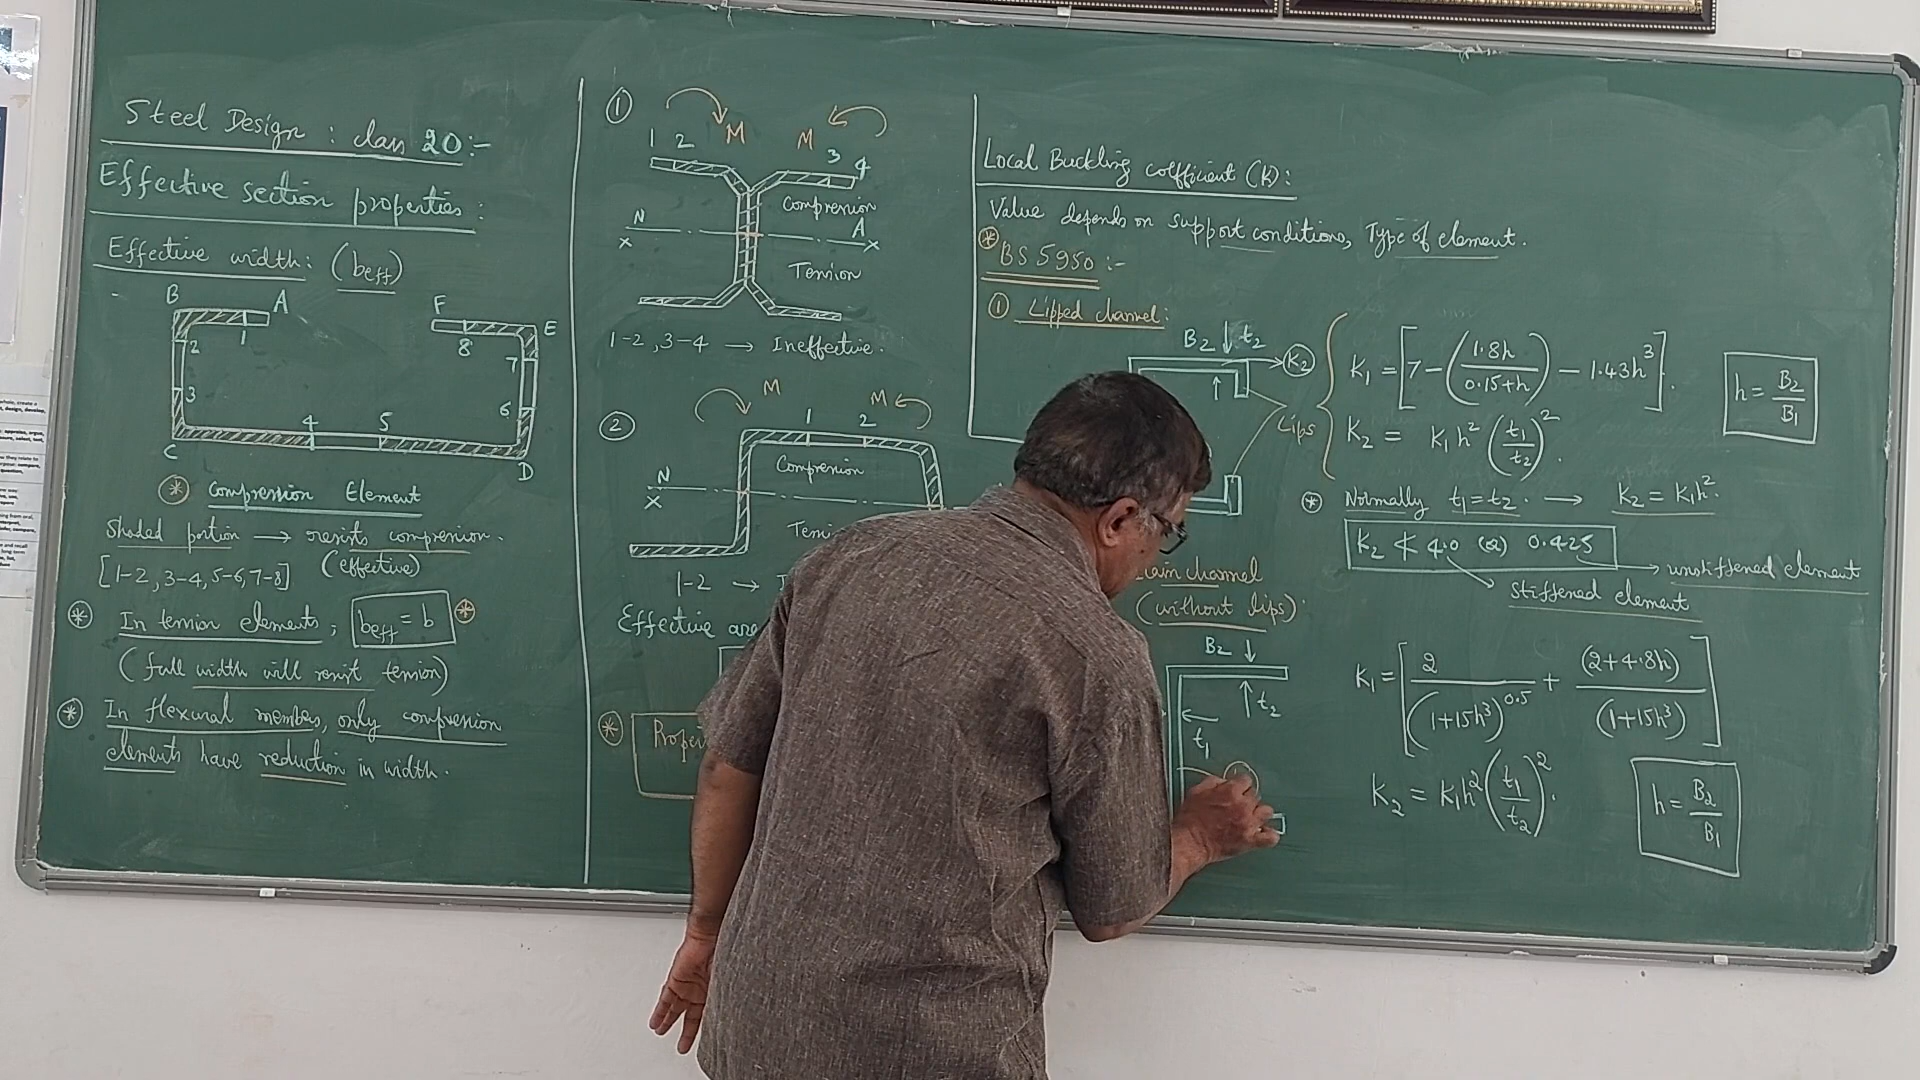 Steel Design : class 20:-
Effective section properties :
Effective width: (beff)
B
A
F
E
1
2
8
7
3
6
4
5
C
D
* Compression Element
Shaded portion → resists compression.
[1-2, 3-4, 5-6, 7-8] (effective)
* In tension elements; beff = b *
(full width will resist tension)
* In flexural members, only compression
elements have reduction in width.
1
M
M
1 2
3 4
Compression
N
A
x
x
Tension
1-2, 3-4 → Ineffective.
2
M
M
1
2
Compression
N
x
1-2 →
Effective
*
Local Buckling coefficient (K):
Value depends on support conditions, Type of element.
* BS 5950 :-
1 Lipped channel:
B2 ↓ t2
K2
Lips
K1 = [7 - (1.8h / 0.15+h) - 1.43h³].
h = B2/B1
K2 = K1h² (t1/t2)².
* Normally t1 = t2. → K2 = K1h².
K2 ≮ 4.0 (or) 0.425
→ unstiffened element
stiffened element
channel
(without lips).
B2 ↓
t2
t1
K1 = [2 / (1+15h³)^0.5 + (2+4.8h) / (1+15h³)]
K2 = K1h² (t1/t2)².
h = B2/B1